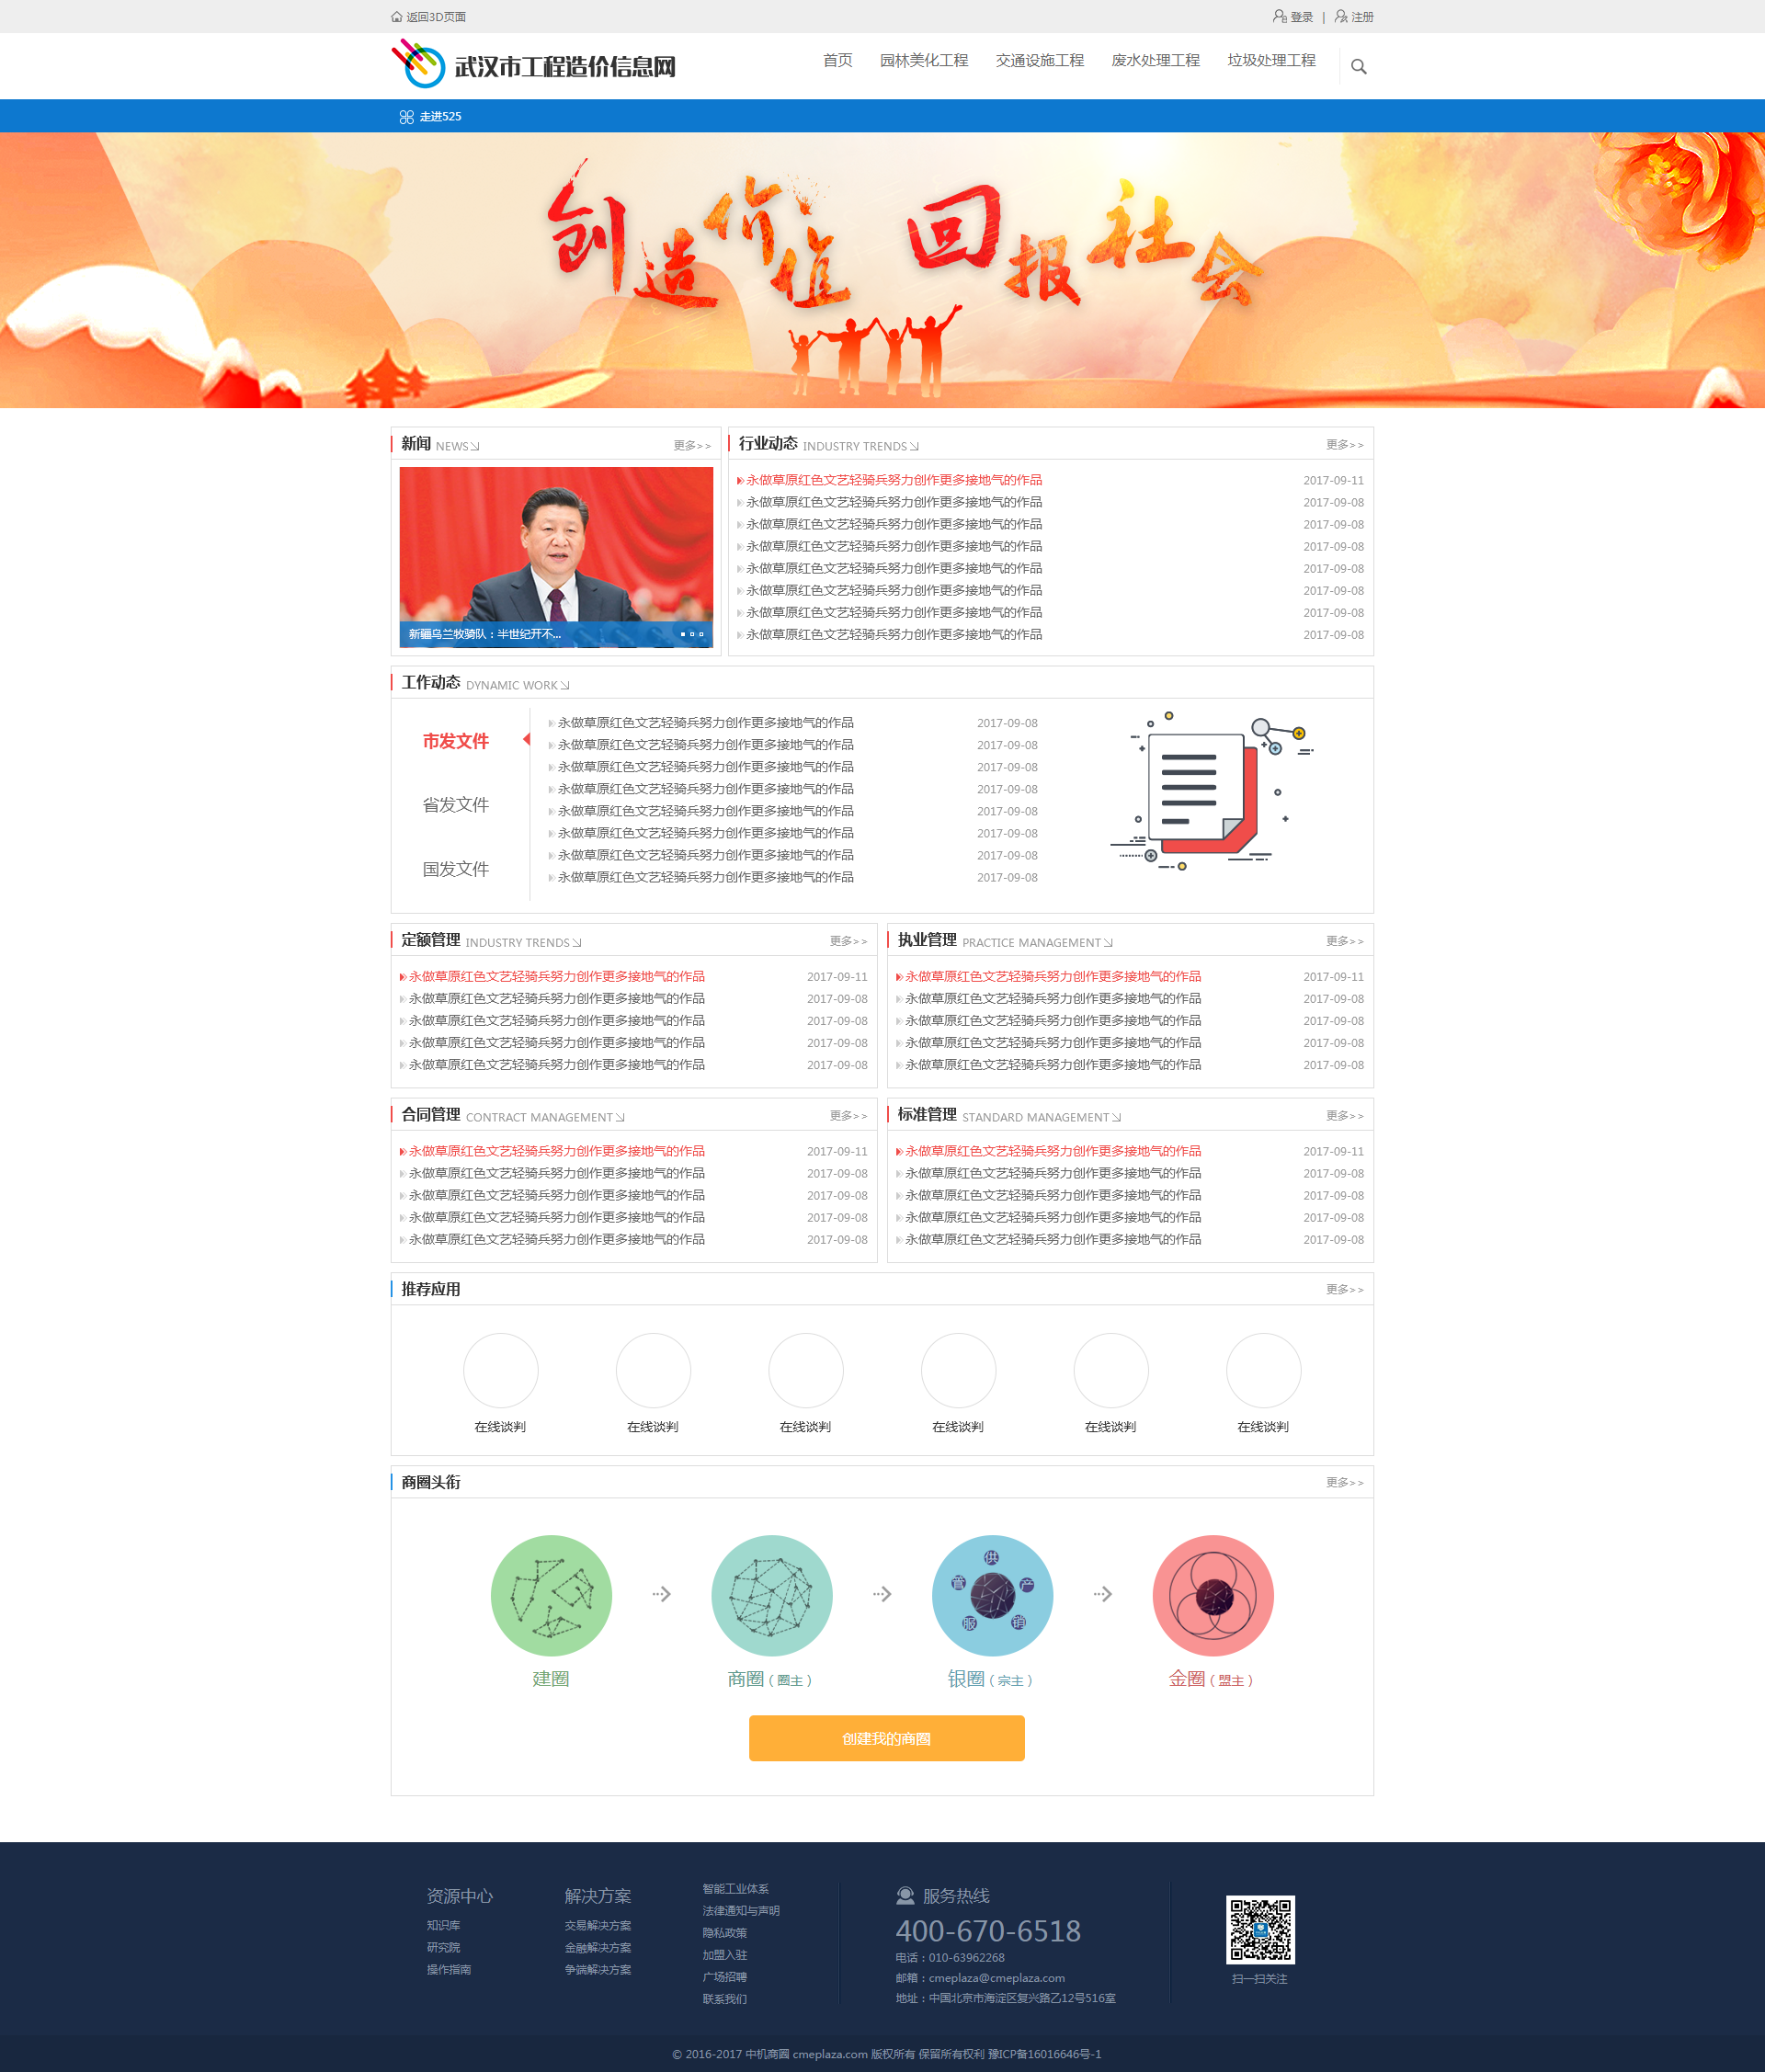 返回3D页面
登录 | 注册
武汉市工程造价信息网
首页 园林美化工程 交通设施工程 废水处理工程 垃圾处理工程
走进525
创造价值 回报社会
新闻 NEWS 更多>>
新疆乌兰牧骑队：半世纪开不...
行业动态 INDUSTRY TRENDS 更多>>
永做草原红色文艺轻骑兵努力创作更多接地气的作品 2017-09-11
永做草原红色文艺轻骑兵努力创作更多接地气的作品 2017-09-08
永做草原红色文艺轻骑兵努力创作更多接地气的作品 2017-09-08
永做草原红色文艺轻骑兵努力创作更多接地气的作品 2017-09-08
永做草原红色文艺轻骑兵努力创作更多接地气的作品 2017-09-08
永做草原红色文艺轻骑兵努力创作更多接地气的作品 2017-09-08
永做草原红色文艺轻骑兵努力创作更多接地气的作品 2017-09-08
永做草原红色文艺轻骑兵努力创作更多接地气的作品 2017-09-08
工作动态 DYNAMIC WORK
市发文件
省发文件
国发文件
永做草原红色文艺轻骑兵努力创作更多接地气的作品 2017-09-08
永做草原红色文艺轻骑兵努力创作更多接地气的作品 2017-09-08
永做草原红色文艺轻骑兵努力创作更多接地气的作品 2017-09-08
永做草原红色文艺轻骑兵努力创作更多接地气的作品 2017-09-08
永做草原红色文艺轻骑兵努力创作更多接地气的作品 2017-09-08
永做草原红色文艺轻骑兵努力创作更多接地气的作品 2017-09-08
永做草原红色文艺轻骑兵努力创作更多接地气的作品 2017-09-08
永做草原红色文艺轻骑兵努力创作更多接地气的作品 2017-09-08
定额管理 INDUSTRY TRENDS 更多>>
永做草原红色文艺轻骑兵努力创作更多接地气的作品 2017-09-11
永做草原红色文艺轻骑兵努力创作更多接地气的作品 2017-09-08
永做草原红色文艺轻骑兵努力创作更多接地气的作品 2017-09-08
永做草原红色文艺轻骑兵努力创作更多接地气的作品 2017-09-08
永做草原红色文艺轻骑兵努力创作更多接地气的作品 2017-09-08
执业管理 PRACTICE MANAGEMENT 更多>>
永做草原红色文艺轻骑兵努力创作更多接地气的作品 2017-09-11
永做草原红色文艺轻骑兵努力创作更多接地气的作品 2017-09-08
永做草原红色文艺轻骑兵努力创作更多接地气的作品 2017-09-08
永做草原红色文艺轻骑兵努力创作更多接地气的作品 2017-09-08
永做草原红色文艺轻骑兵努力创作更多接地气的作品 2017-09-08
合同管理 CONTRACT MANAGEMENT 更多>>
永做草原红色文艺轻骑兵努力创作更多接地气的作品 2017-09-11
永做草原红色文艺轻骑兵努力创作更多接地气的作品 2017-09-08
永做草原红色文艺轻骑兵努力创作更多接地气的作品 2017-09-08
永做草原红色文艺轻骑兵努力创作更多接地气的作品 2017-09-08
永做草原红色文艺轻骑兵努力创作更多接地气的作品 2017-09-08
标准管理 STANDARD MANAGEMENT 更多>>
永做草原红色文艺轻骑兵努力创作更多接地气的作品 2017-09-11
永做草原红色文艺轻骑兵努力创作更多接地气的作品 2017-09-08
永做草原红色文艺轻骑兵努力创作更多接地气的作品 2017-09-08
永做草原红色文艺轻骑兵努力创作更多接地气的作品 2017-09-08
永做草原红色文艺轻骑兵努力创作更多接地气的作品 2017-09-08
推荐应用 更多>>
在线谈判 在线谈判 在线谈判 在线谈判 在线谈判 在线谈判
商圈头衔 更多>>
供
产
销
服
建圈 商圈（圈主） 银圈（宗主） 金圈（盟主）
创建我的商圈
资源中心
知识库
研究院
操作指南
解决方案
交易解决方案
金融解决方案
争端解决方案
智能工业体系
法律通知与声明
隐私政策
加盟入驻
广场招聘
联系我们
服务热线
400-670-6518
电话：010-63962268
邮箱：cmeplaza@cmeplaza.com
地址：中国北京市海淀区复兴路乙12号516室
扫一扫关注
© 2016-2017 中机商圈 cmeplaza.com 版权所有 保留所有权利 豫ICP备16016646号-1